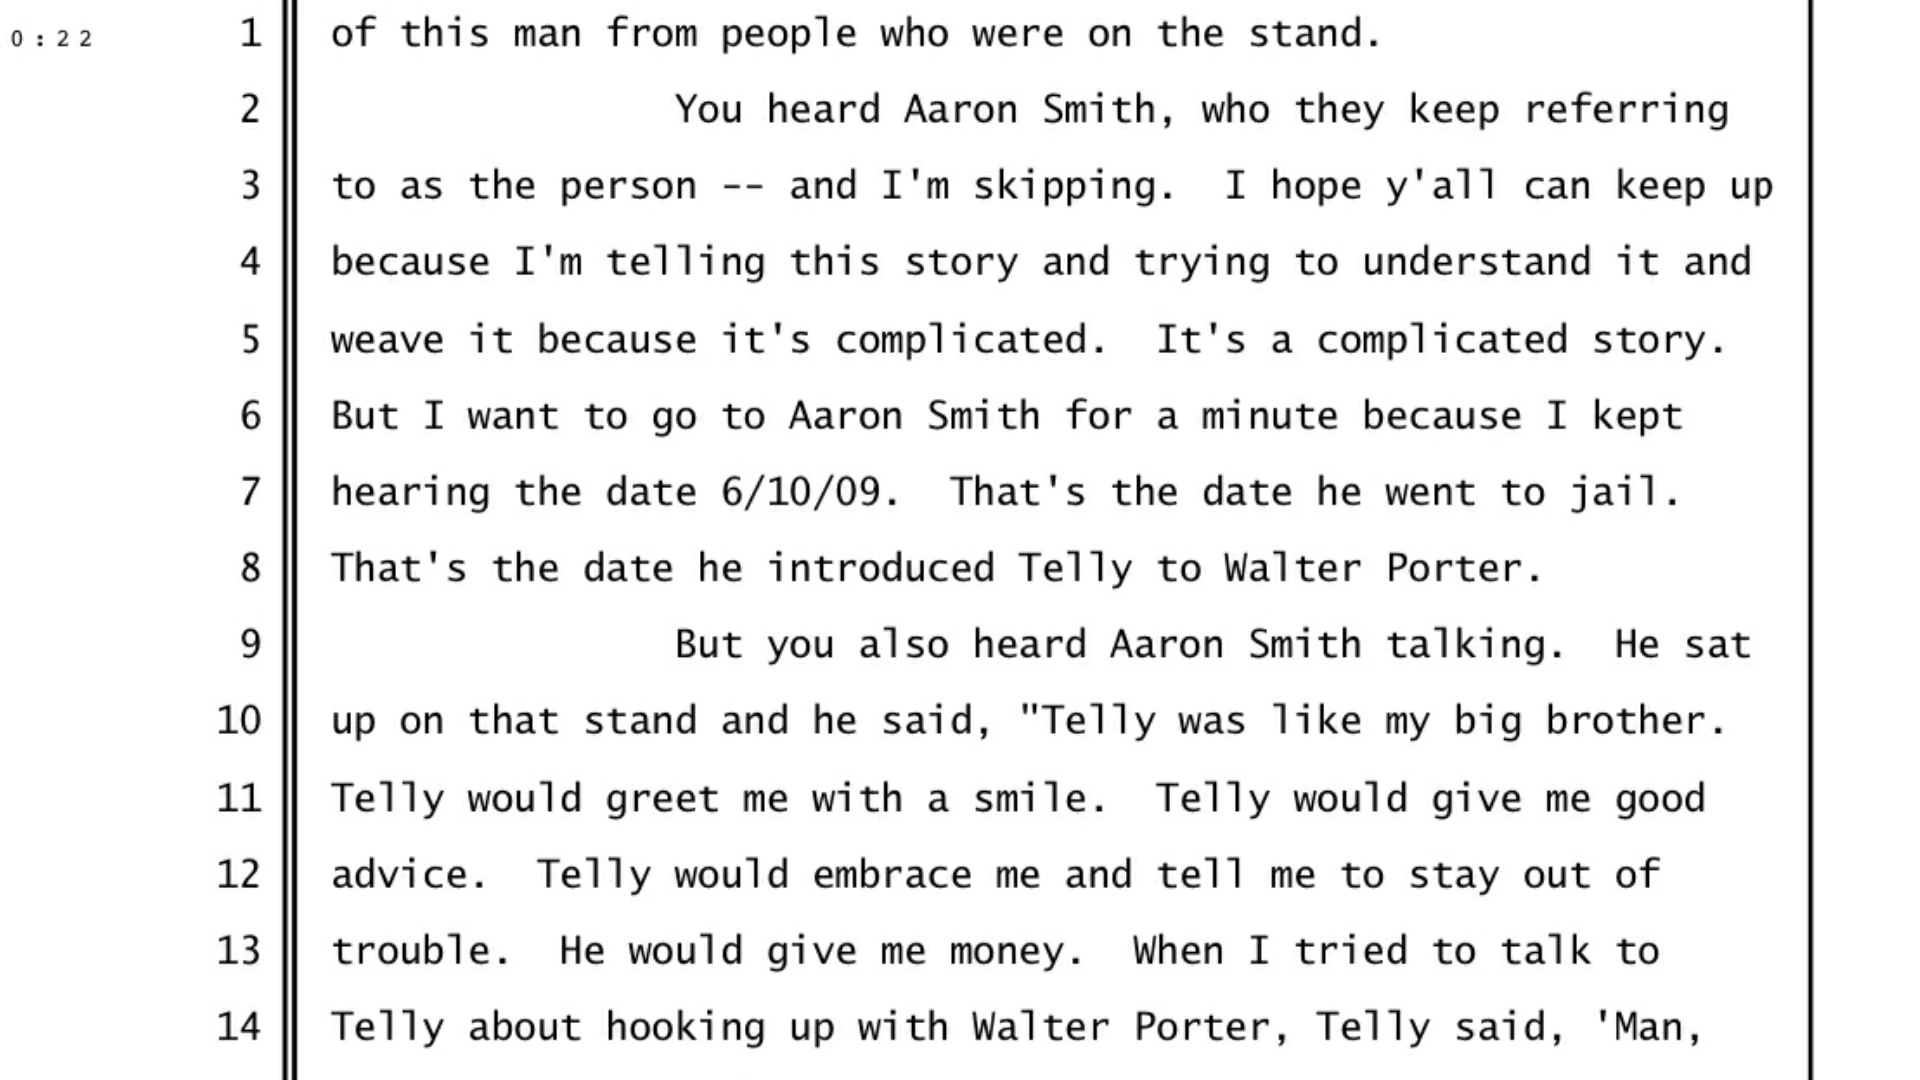 0:22 1 of this man from people who were on the stand.
2 You heard Aaron Smith, who they keep referring
3 to as the person -- and I'm skipping. I hope y'all can keep up
4 because I'm telling this story and trying to understand it and
5 weave it because it's complicated. It's a complicated story.
6 But I want to go to Aaron Smith for a minute because I kept
7 hearing the date 6/10/09. That's the date he went to jail.
8 That's the date he introduced Telly to Walter Porter.
9 But you also heard Aaron Smith talking. He sat
10 up on that stand and he said, "Telly was like my big brother.
11 Telly would greet me with a smile. Telly would give me good
12 advice. Telly would embrace me and tell me to stay out of
13 trouble. He would give me money. When I tried to talk to
14 Telly about hooking up with Walter Porter, Telly said, 'Man,